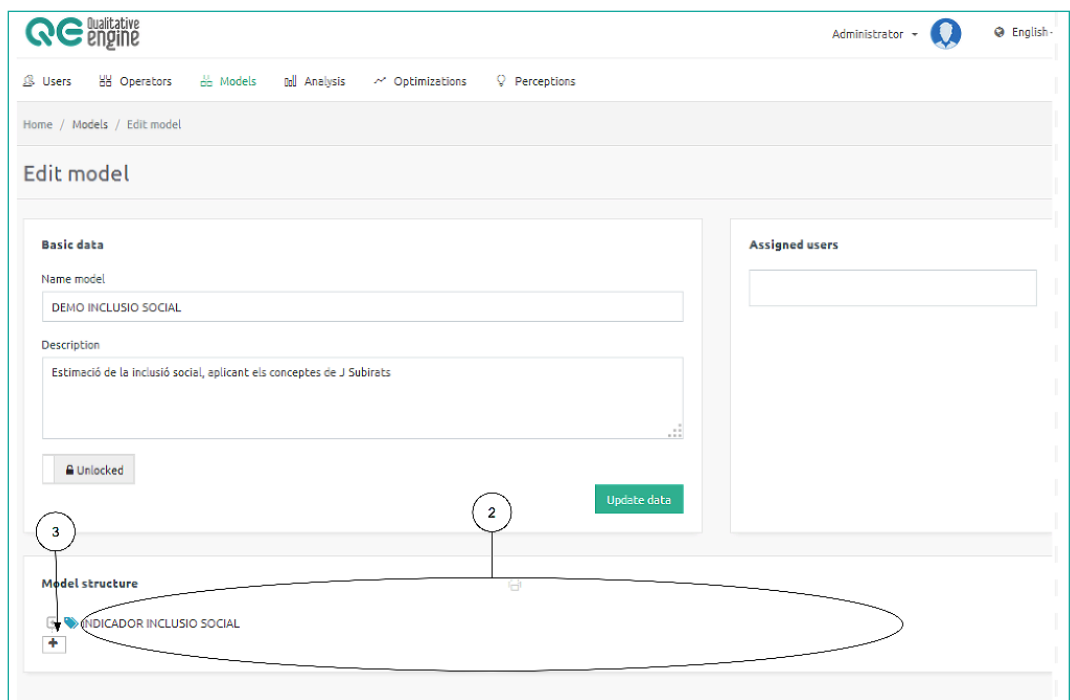 QE Qualitative engine
Administrator
English
Users Operators Models Analysis Optimizations Perceptions
Home / Models / Edit model
Edit model
Basic data
Assigned users
Name model
DEMO INCLUSIO SOCIAL
Description
Estimació de la inclusió social, aplicant els conceptes de J Subirats
Unlocked
Update data
2
3
Model structure
INDICADOR INCLUSIO SOCIAL
+